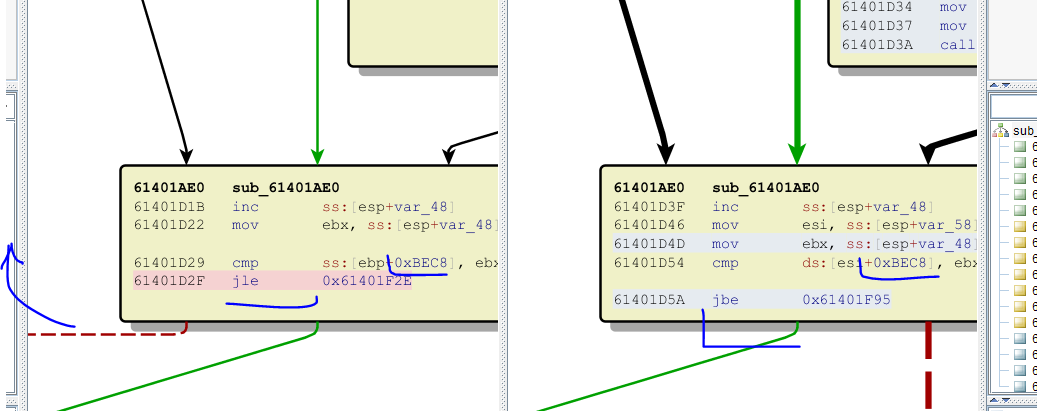 61401D34 mov
61401D37 mov
61401D3A call
61401AE0 sub_61401AE0
61401D1B inc ss:[esp+var_48]
61401D22 mov ebx, ss:[esp+var_48]
61401D29 cmp ss:[ebp+0xBEC8], ebx
61401D2F jle 0x61401F2E
61401AE0 sub_61401AE0
61401D3F inc ss:[esp+var_48]
61401D46 mov esi, ss:[esp+var_58]
61401D4D mov ebx, ss:[esp+var_48]
61401D54 cmp ds:[esi+0xBEC8], ebx
61401D5A jbe 0x61401F95
sub_